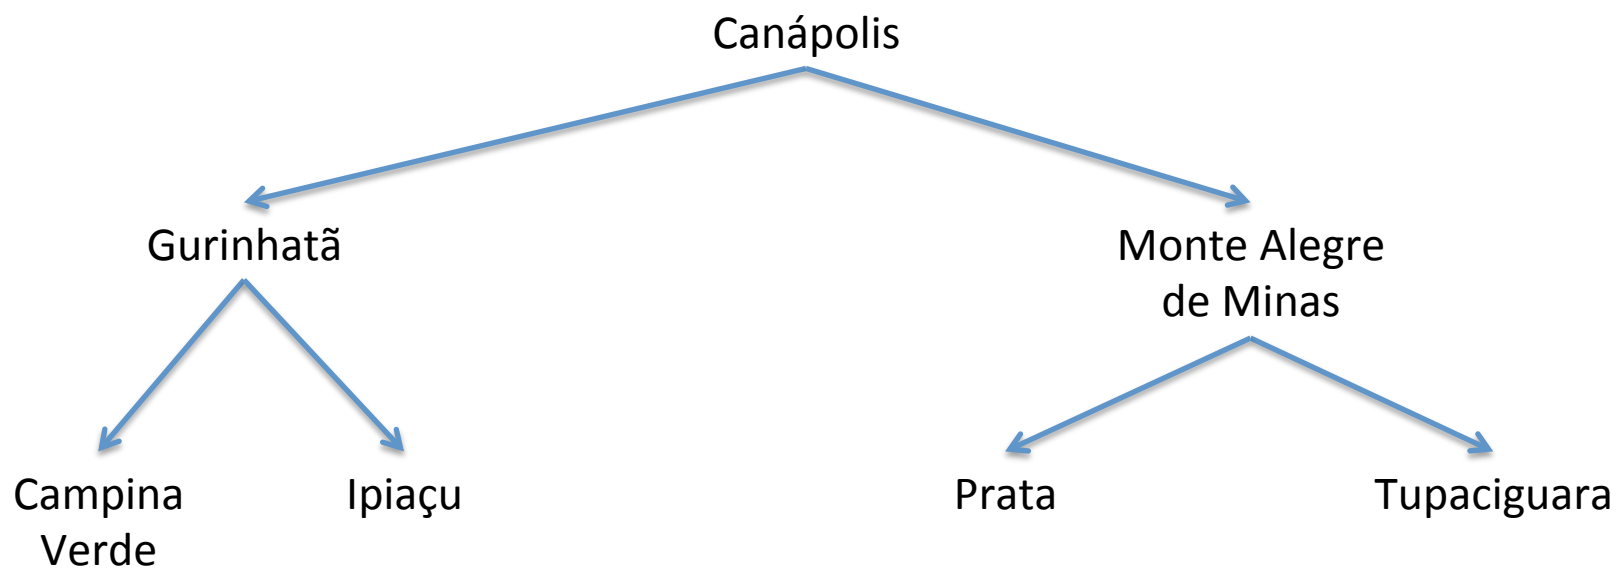 Canápolis
Gurinhatã
Monte Alegre
de Minas
Campina
Verde
Ipiaçu
Prata
Tupaciguara